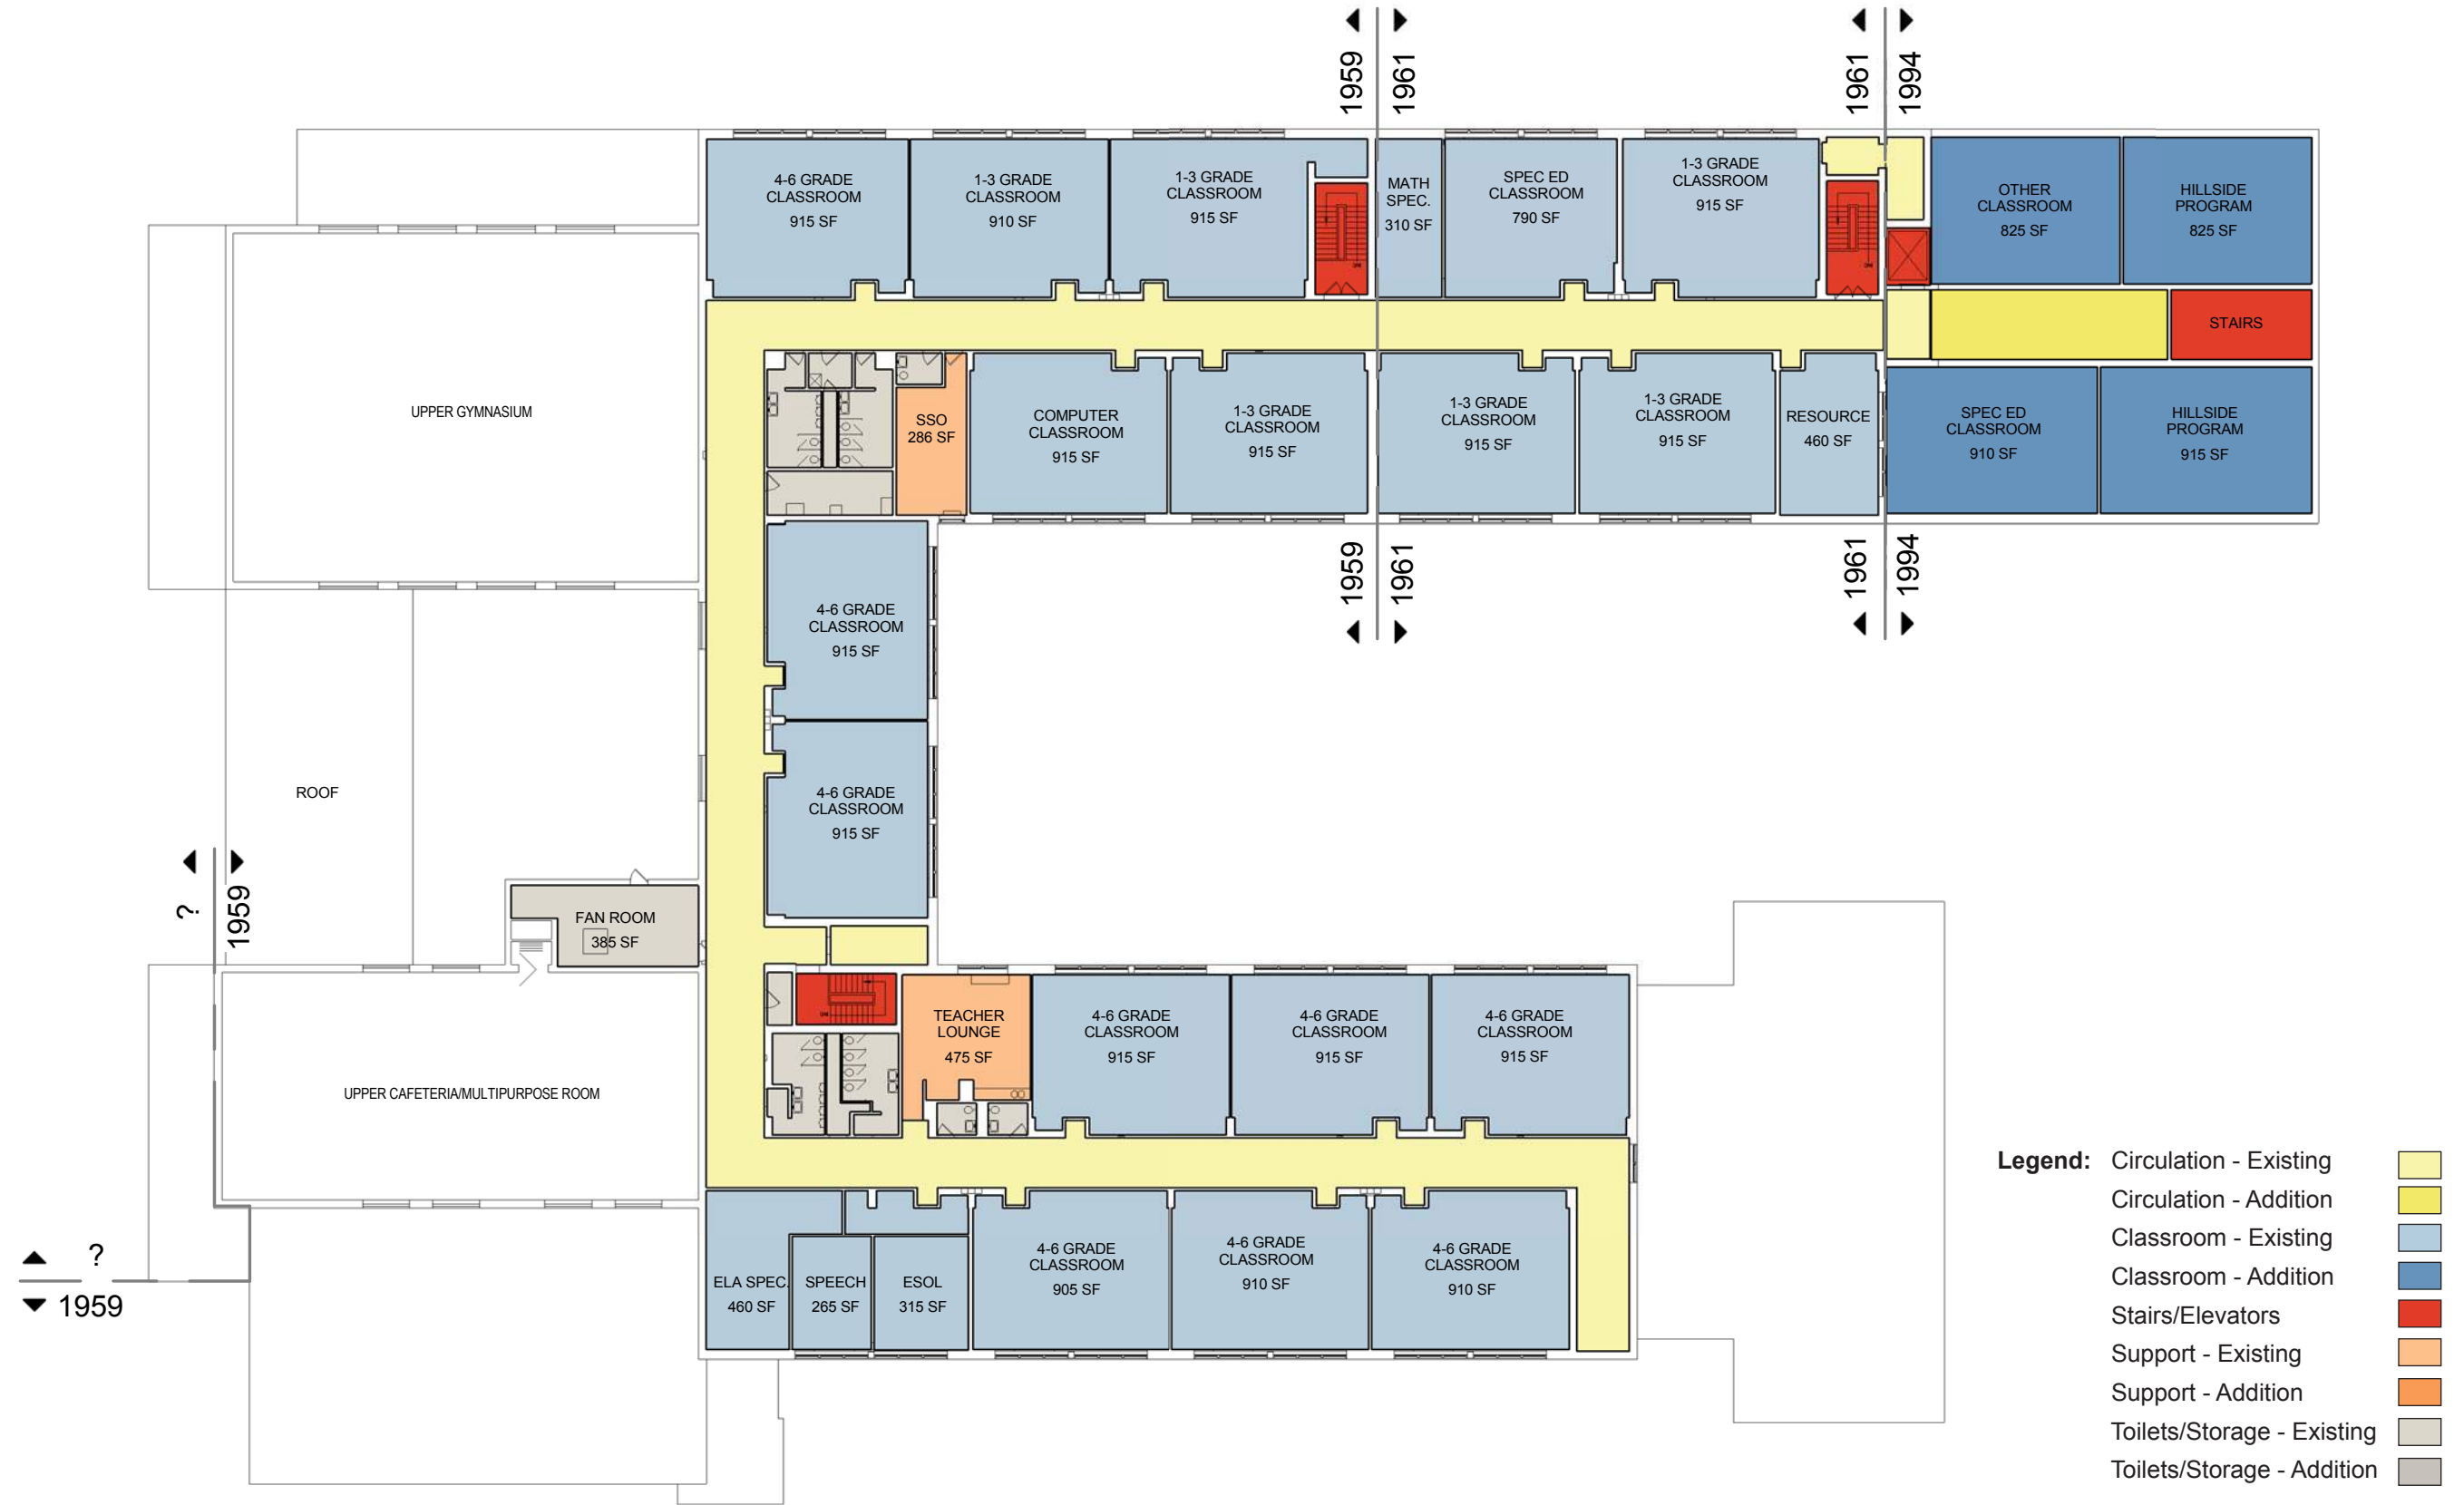 1959
1961
1961
1994
4-6 GRADE
CLASSROOM
915 SF
1-3 GRADE
CLASSROOM
910 SF
1-3 GRADE
CLASSROOM
915 SF
MATH
SPEC.
310 SF
SPEC ED
CLASSROOM
790 SF
1-3 GRADE
CLASSROOM
915 SF
OTHER
CLASSROOM
825 SF
HILLSIDE
PROGRAM
825 SF
STAIRS
UPPER GYMNASIUM
SSO
286 SF
COMPUTER
CLASSROOM
915 SF
1-3 GRADE
CLASSROOM
915 SF
1-3 GRADE
CLASSROOM
915 SF
1-3 GRADE
CLASSROOM
915 SF
RESOURCE
460 SF
SPEC ED
CLASSROOM
910 SF
HILLSIDE
PROGRAM
915 SF
1959
1961
1961
1994
4-6 GRADE
CLASSROOM
915 SF
4-6 GRADE
CLASSROOM
915 SF
ROOF
?
1959
FAN ROOM
385 SF
TEACHER
LOUNGE
475 SF
4-6 GRADE
CLASSROOM
915 SF
4-6 GRADE
CLASSROOM
915 SF
4-6 GRADE
CLASSROOM
915 SF
UPPER CAFETERIA/MULTIPURPOSE ROOM
?
1959
ELA SPEC.
460 SF
SPEECH
265 SF
ESOL
315 SF
4-6 GRADE
CLASSROOM
905 SF
4-6 GRADE
CLASSROOM
910 SF
4-6 GRADE
CLASSROOM
910 SF
Legend: Circulation - Existing
Circulation - Addition
Classroom - Existing
Classroom - Addition
Stairs/Elevators
Support - Existing
Support - Addition
Toilets/Storage - Existing
Toilets/Storage - Addition